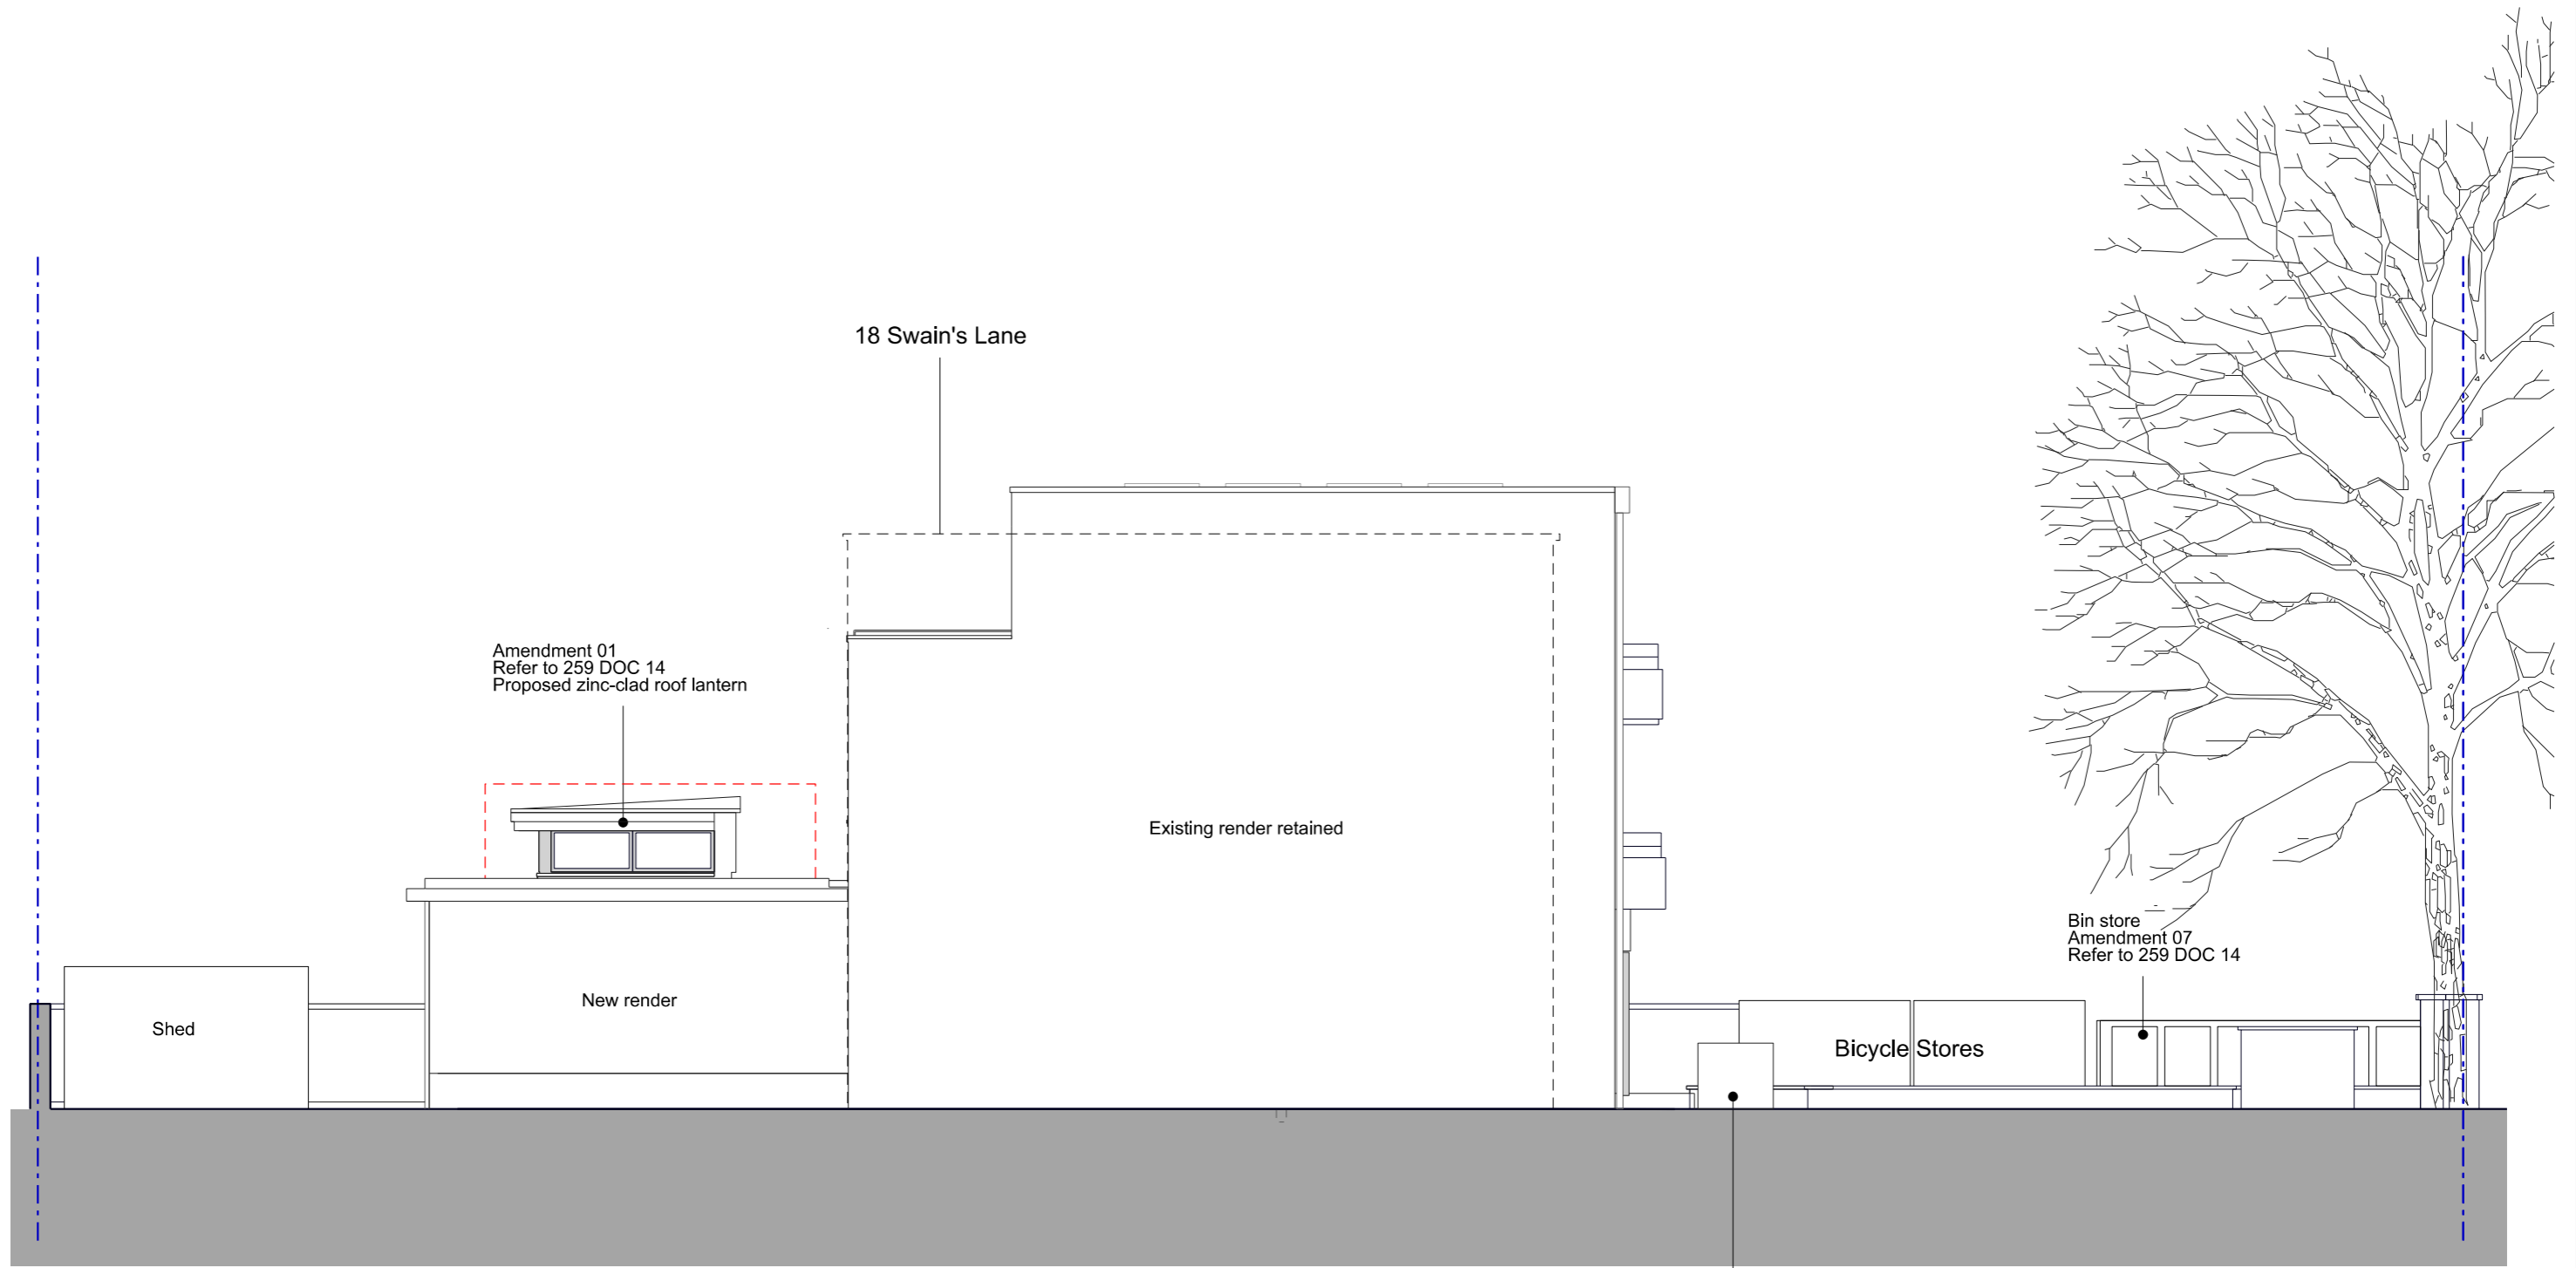 18 Swain's Lane
Amendment 01
Refer to 259 DOC 14
Proposed zinc-clad roof lantern
Existing render retained
Bin store
Amendment 07
Refer to 259 DOC 14
New render
Shed
Bicycle Stores